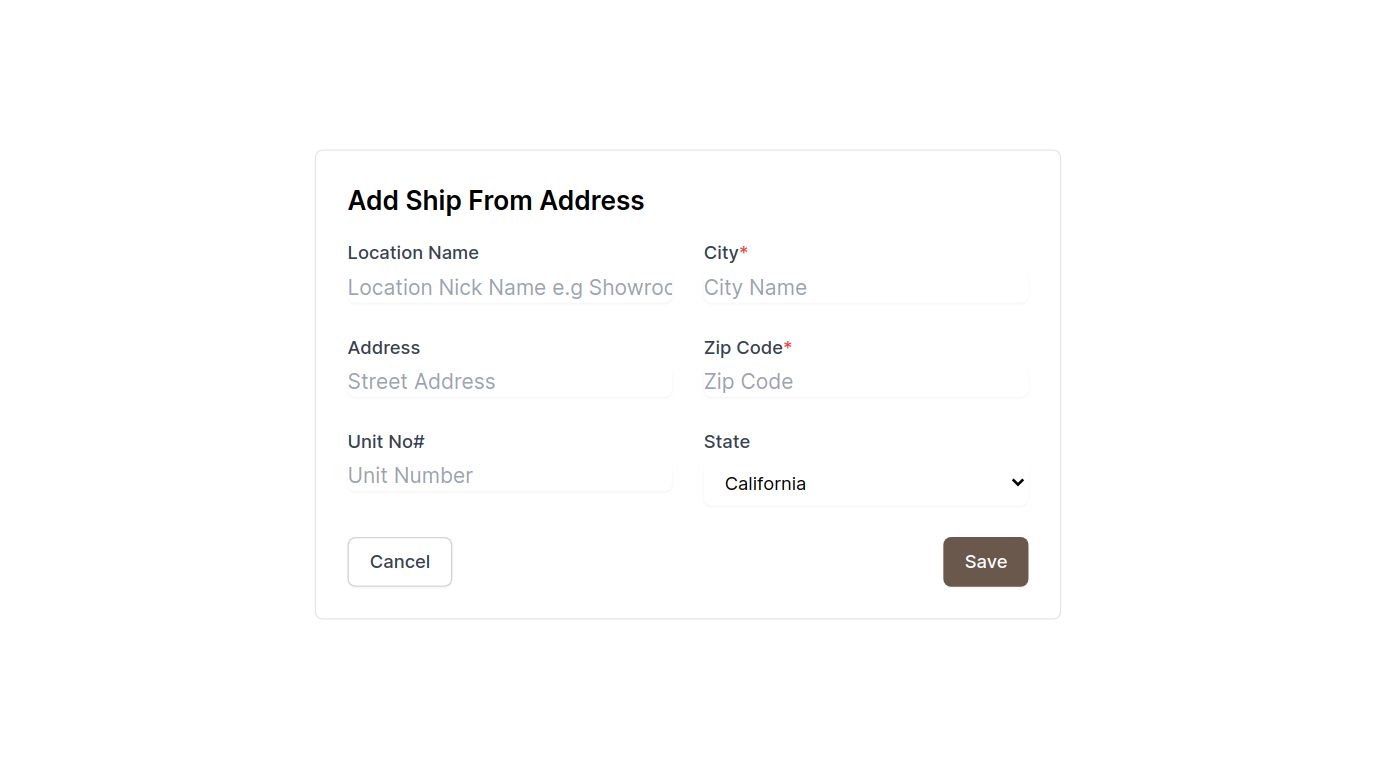 Add Ship From Address
Location Name
Location Nick Name e.g Showroo
City*
City Name
Address
Street Address
Zip Code*
Zip Code
Unit No#
Unit Number
State
California
Cancel
Save